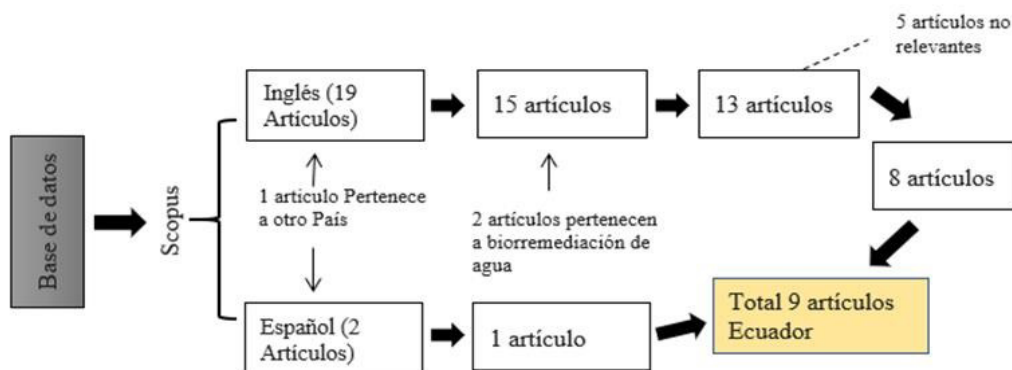 Base de datos
Scopus
Inglés (19
Artículos)
1 articulo Pertenece
a otro País
Español (2
Artículos)
15 artículos
2 artículos pertenecen
a biorremediación de
agua
1 artículo
13 artículos
5 artículos no
relevantes
8 artículos
Total 9 artículos
Ecuador